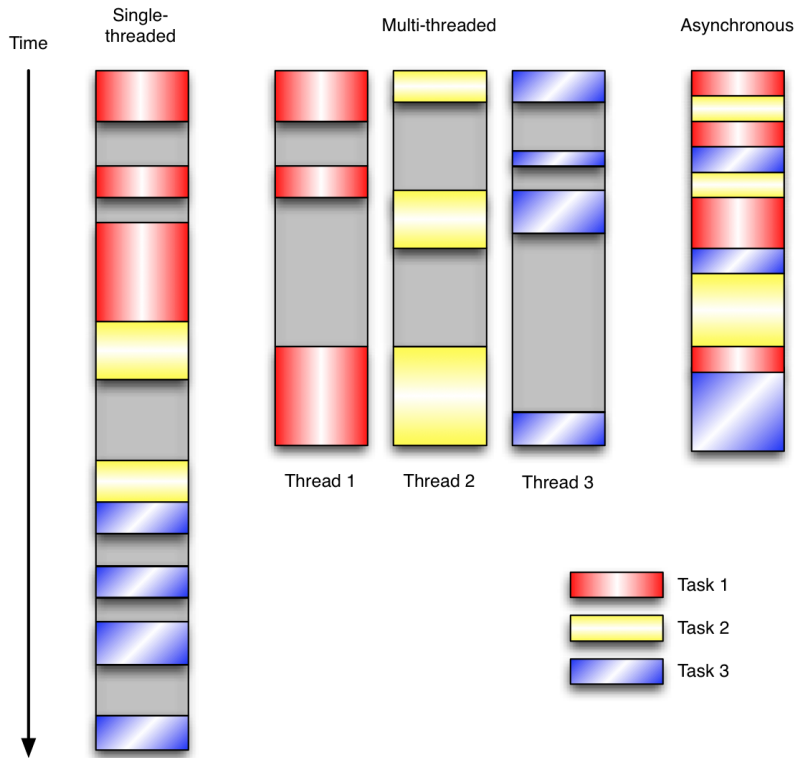 Single-
threaded
Multi-threaded
Asynchronous
Time
Thread 1
Thread 2
Thread 3
Task 1
Task 2
Task 3